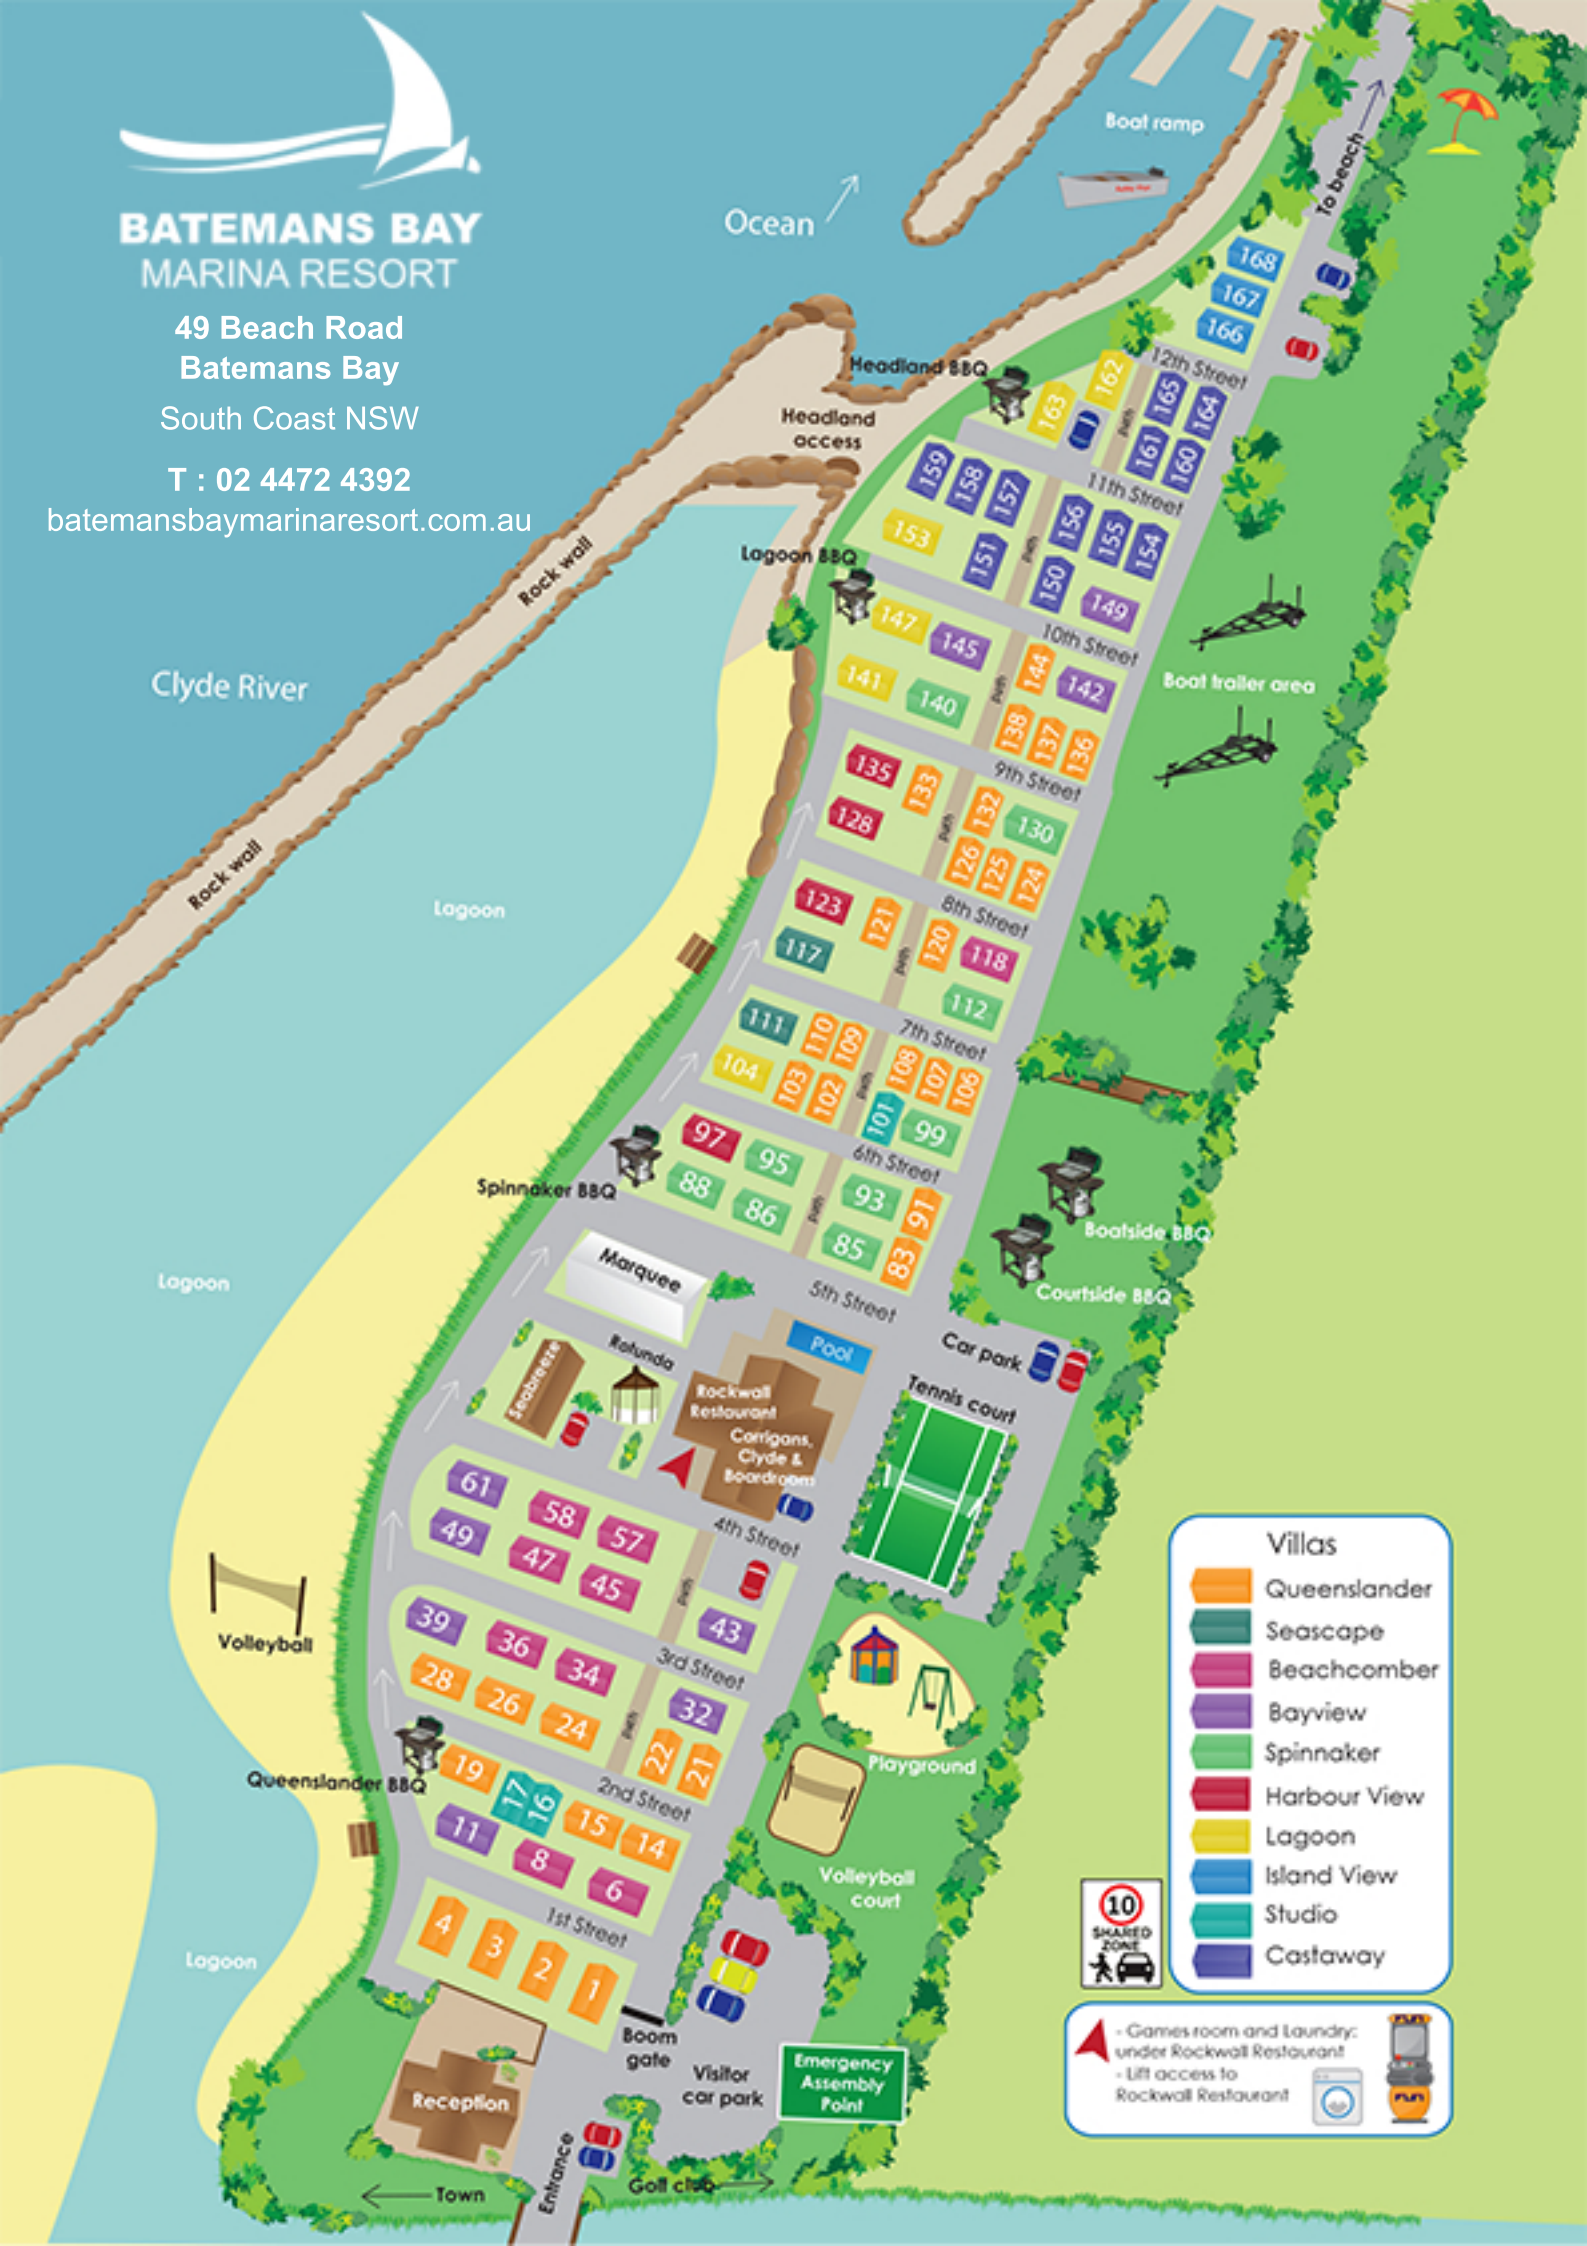 BATEMANS BAY
MARINA RESORT
49 Beach Road
Batemans Bay
South Coast NSW
T : 02 4472 4392
batemansbaymarinaresort.com.au
Boat ramp
To beach
Ocean
168
167
166
12th Street
Headland BBQ
Headland
access
162
163
Path
165
164
161
160
11th Street
159
158
157
156
155
154
153
151
Path
150
149
Lagoon BBQ
10th Street
Rock wall
147
145
144
142
141
140
Path
138
137
136
Boat trailer area
Clyde River
9th Street
135
133
132
130
128
Path
126
125
124
Rock wall
8th Street
Lagoon
123
121
120
118
117
Path
112
7th Street
111
110
109
108
107
106
104
103
102
Path
101
99
6th Street
97
95
93
91
88
86
Path
85
83
Spinnaker BBQ
Boatside BBQ
Courtside BBQ
5th Street
Marquee
Lagoon
Pool
Car park
Rotunda
Seabreeze
Rockwall
Restaurant
Corrigans,
Clyde &
Boardroom
Tennis court
4th Street
61
58
57
49
47
45
Path
43
3rd Street
Volleyball
39
36
34
32
28
26
24
Path
22
21
Playground
2nd Street
Queenslander BBQ
19
17
16
15
14
11
8
6
Volleyball
court
1st Street
4
3
2
1
Lagoon
Boom
gate
Visitor
car park
Emergency
Assembly
Point
Reception
Entrance
Town
Golf club
Villas
Queenslander
Seascape
Beachcomber
Bayview
Spinnaker
Harbour View
Lagoon
Island View
Studio
Castaway
10
SHARED
ZONE
- Games room and Laundry:
under Rockwall Restaurant
- Lift access to
Rockwall Restaurant
FUN